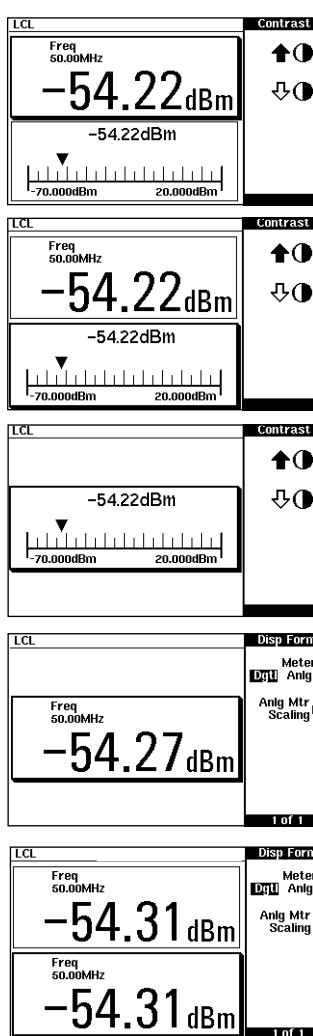 LCL Contrast
Freq
50.00MHz
-54.22dBm
-54.22dBm
-70.000dBm 20.000dBm
LCL Contrast
Freq
50.00MHz
-54.22dBm
-54.22dBm
-70.000dBm 20.000dBm
LCL Contrast
-54.22dBm
-70.000dBm 20.000dBm
LCL Disp Form
Meter
Dgtl Anlg
Freq
50.00MHz
Anlg Mtr
Scaling
-54.27dBm
1 of 1
LCL Disp Form
Freq
50.00MHz
Meter
Dgtl Anlg
-54.31dBm
Anlg Mtr
Scaling
Freq
50.00MHz
-54.31dBm
1 of 1